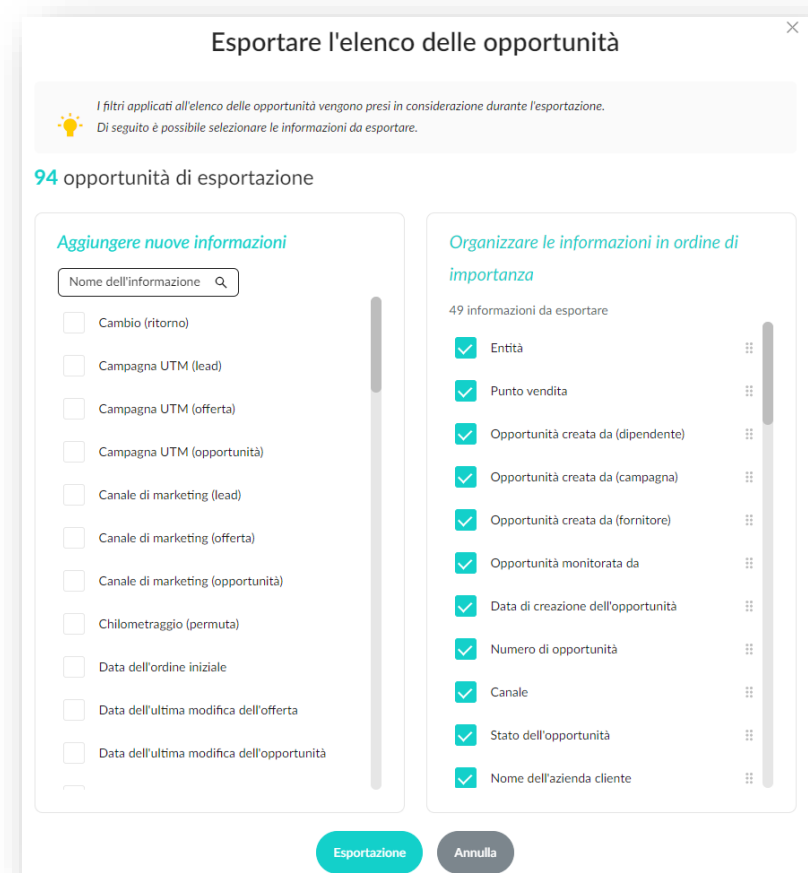 Esportare l'elenco delle opportunità
I filtri applicati all'elenco delle opportunità vengono presi in considerazione durante l'esportazione.
Di seguito è possibile selezionare le informazioni da esportare.
94 opportunità di esportazione
Aggiungere nuove informazioni
Nome dell'informazione
Cambio (ritorno)
Campagna UTM (lead)
Campagna UTM (offerta)
Campagna UTM (opportunità)
Canale di marketing (lead)
Canale di marketing (offerta)
Canale di marketing (opportunità)
Chilometraggio (permuta)
Data dell'ordine iniziale
Data dell'ultima modifica dell'offerta
Data dell'ultima modifica dell'opportunità
Organizzare le informazioni in ordine di
importanza
49 informazioni da esportare
Entità
Punto vendita
Opportunità creata da (dipendente)
Opportunità creata da (campagna)
Opportunità creata da (fornitore)
Opportunità monitorata da
Data di creazione dell'opportunità
Numero di opportunità
Canale
Stato dell'opportunità
Nome dell'azienda cliente
Esportazione
Annulla